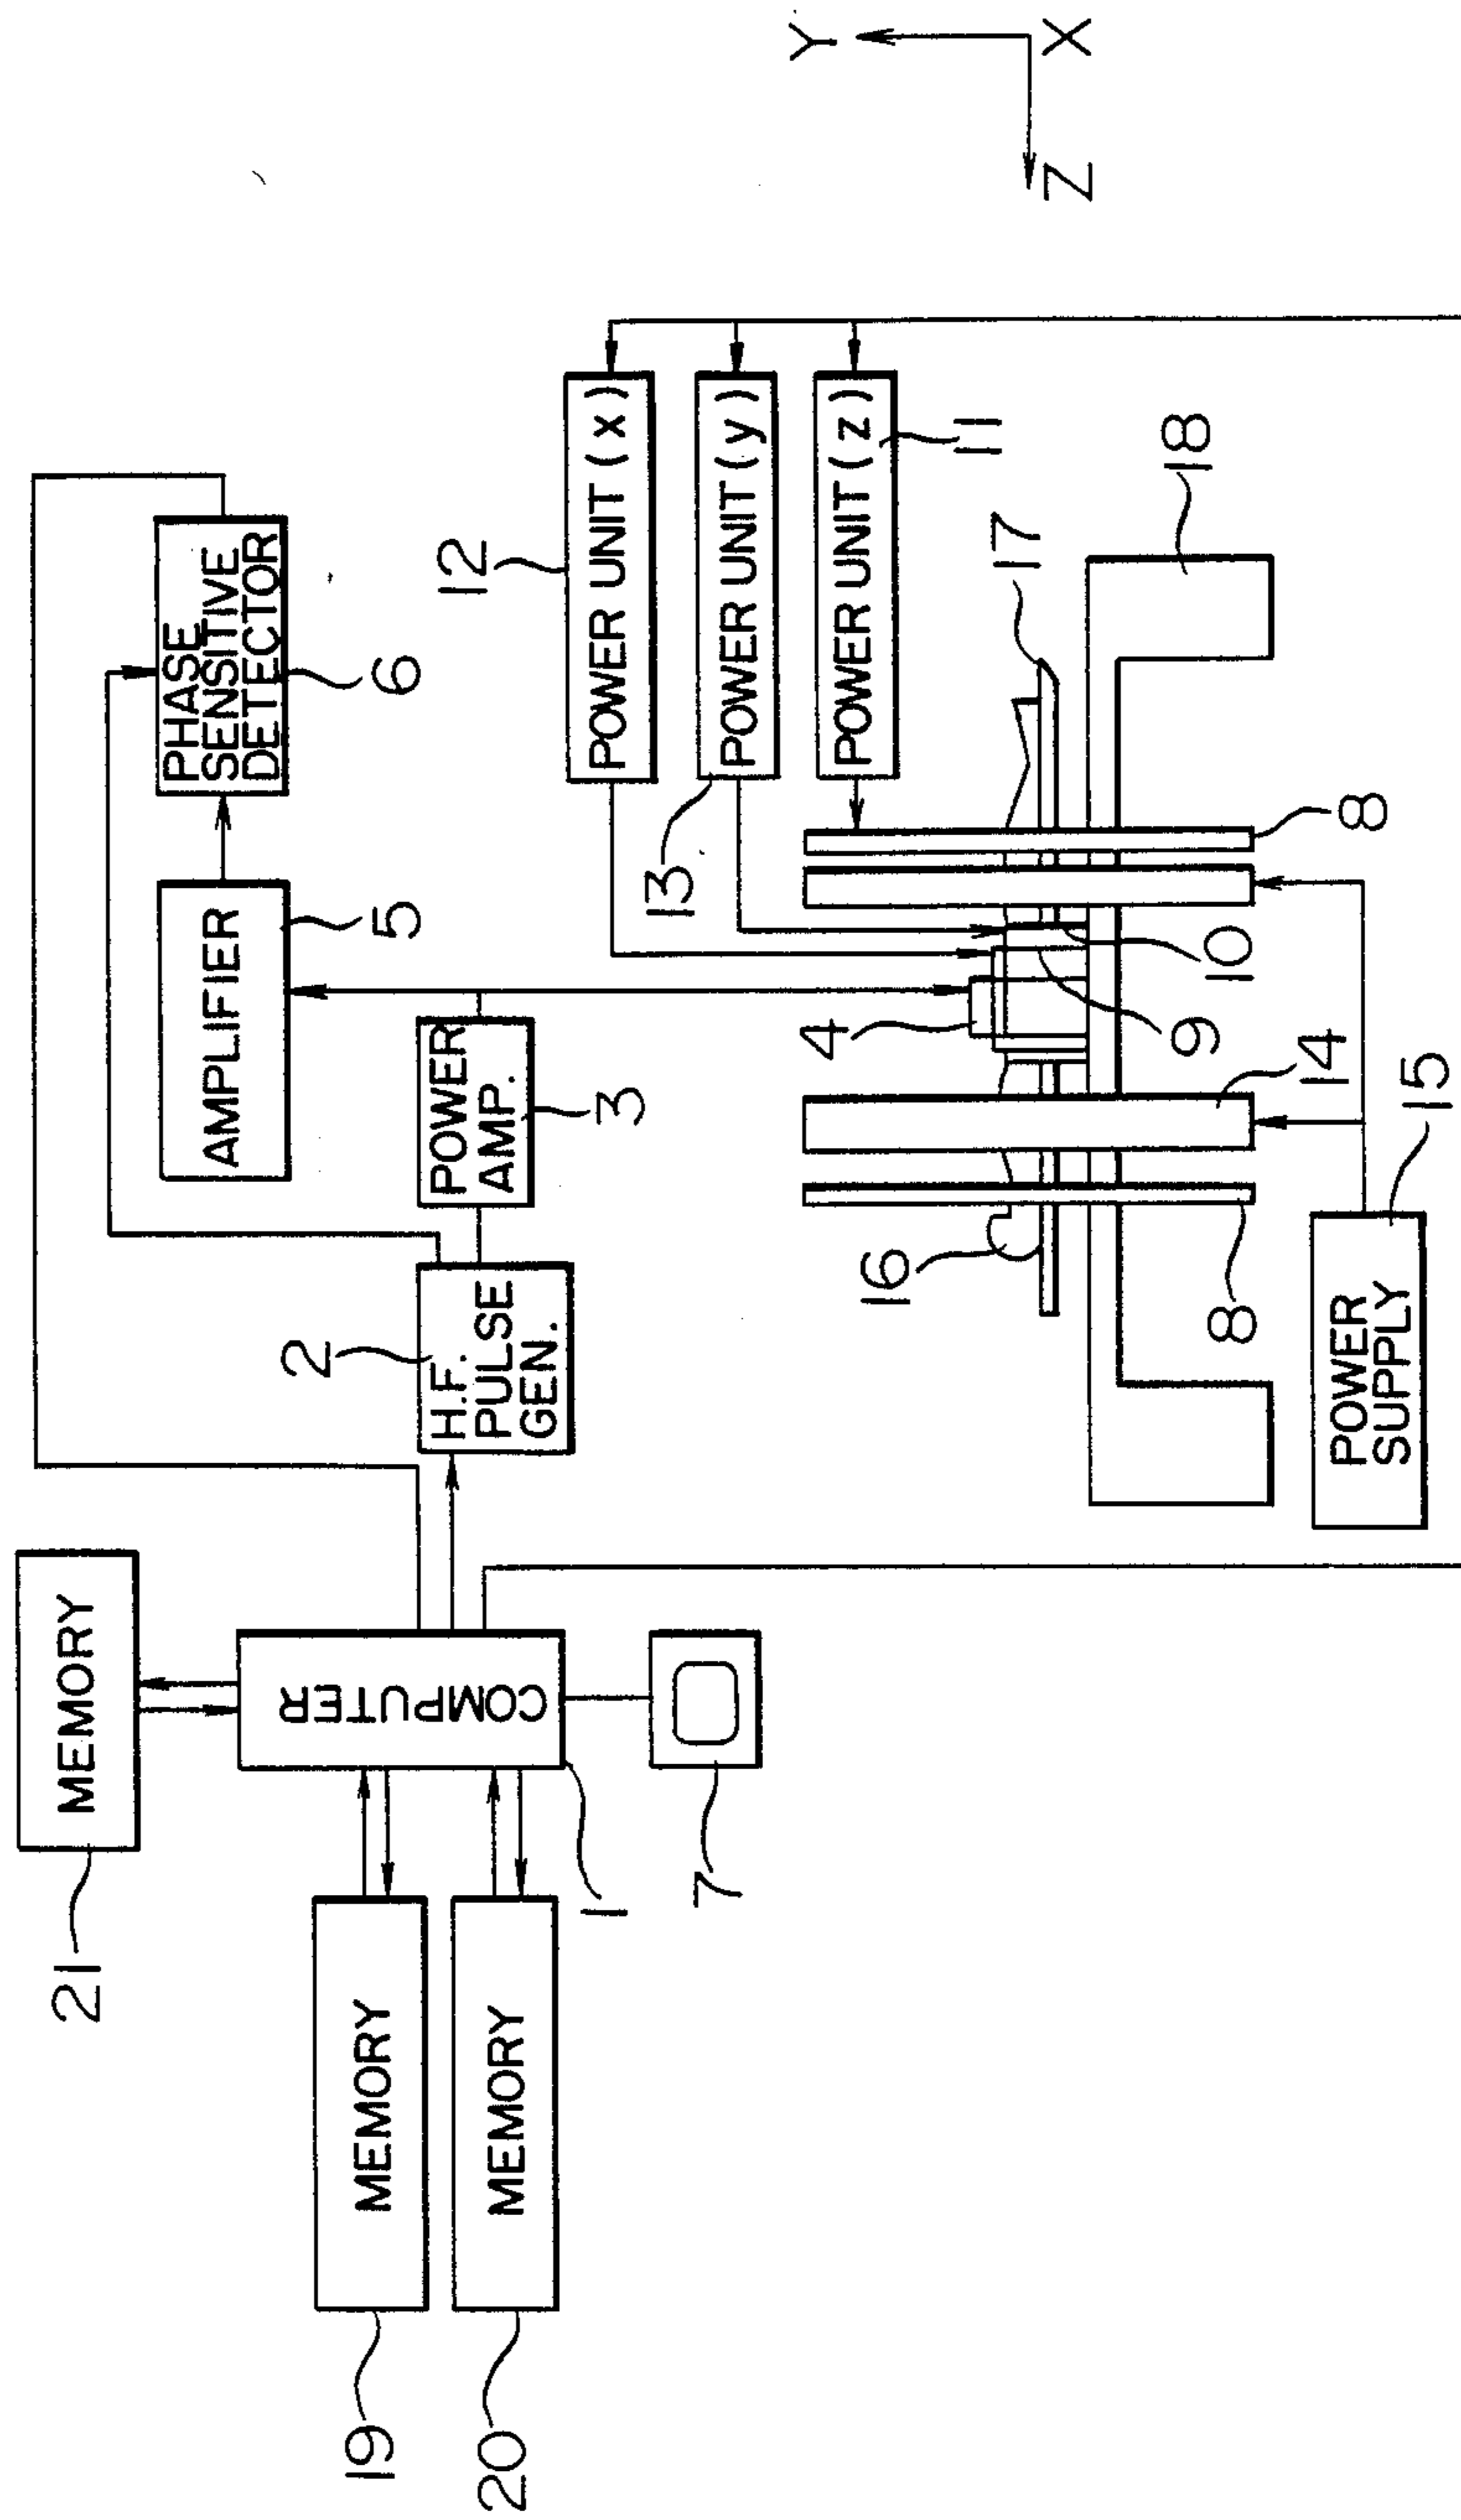 21
MEMORY
19
MEMORY
20
MEMORY
COMPUTER
1
7
2
H.F.
PULSE
GEN.
POWER
AMP.
3
AMPLIFIER
5
PHASE
SENSITIVE
DETECTOR
6
12
POWER UNIT ( x )
13
POWER UNIT ( y )
POWER UNIT ( z )
11
4
16
17
18
8
10
9
14
8
15
POWER
SUPPLY
Y
Z
X